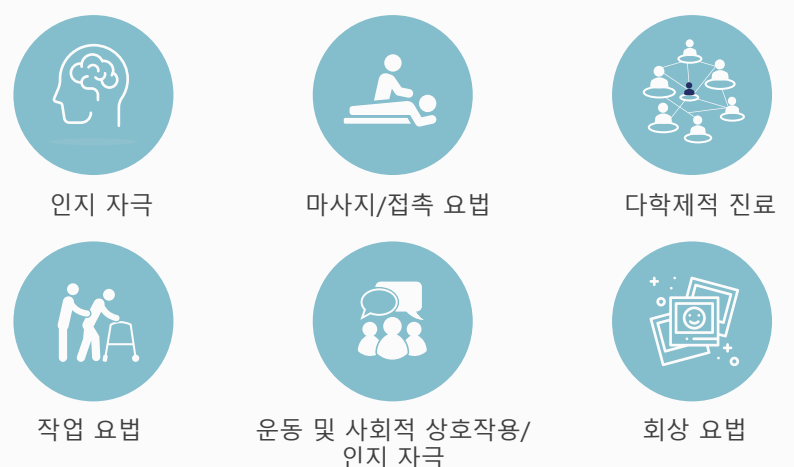 인지 자극
마사지/접촉 요법
다학제적 진료
작업 요법
운동 및 사회적 상호작용/
인지 자극
회상 요법